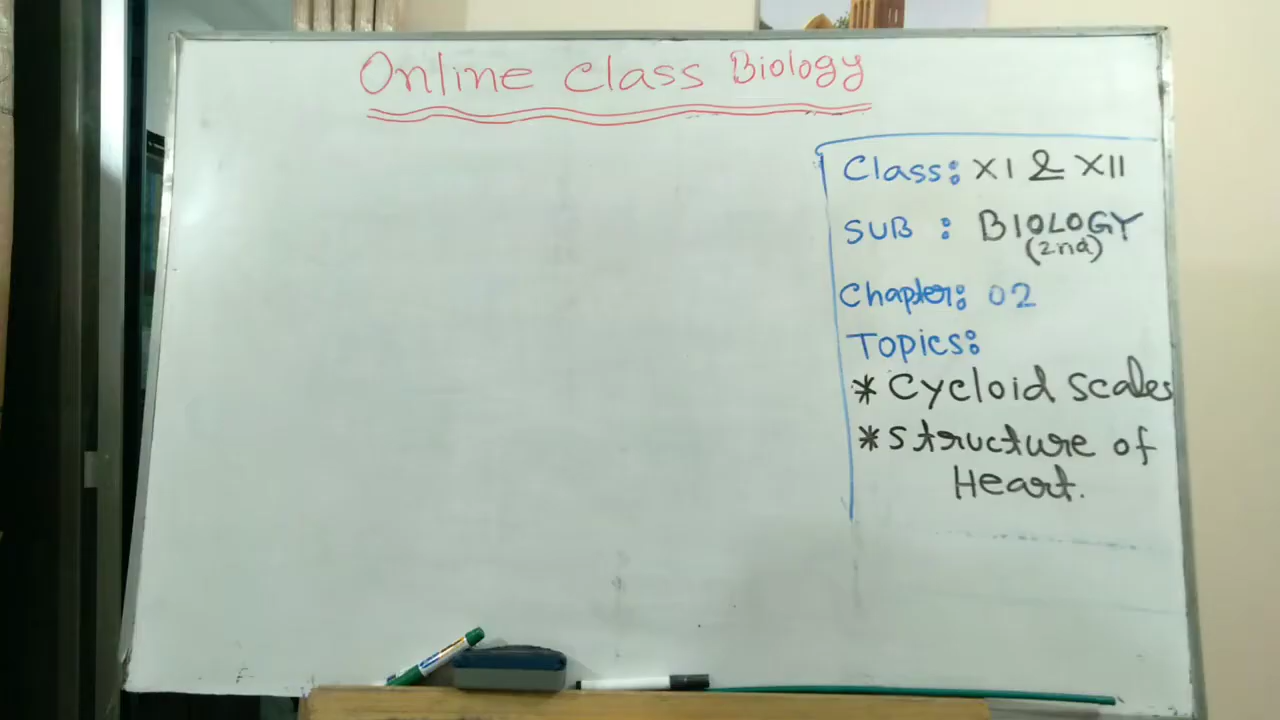 Online Class Biology
Class: XI & XII
SUB : BIOLOGY
(2nd)
Chapter: 02
Topics:
* Cycloid Scales
* Structure of
Heart.